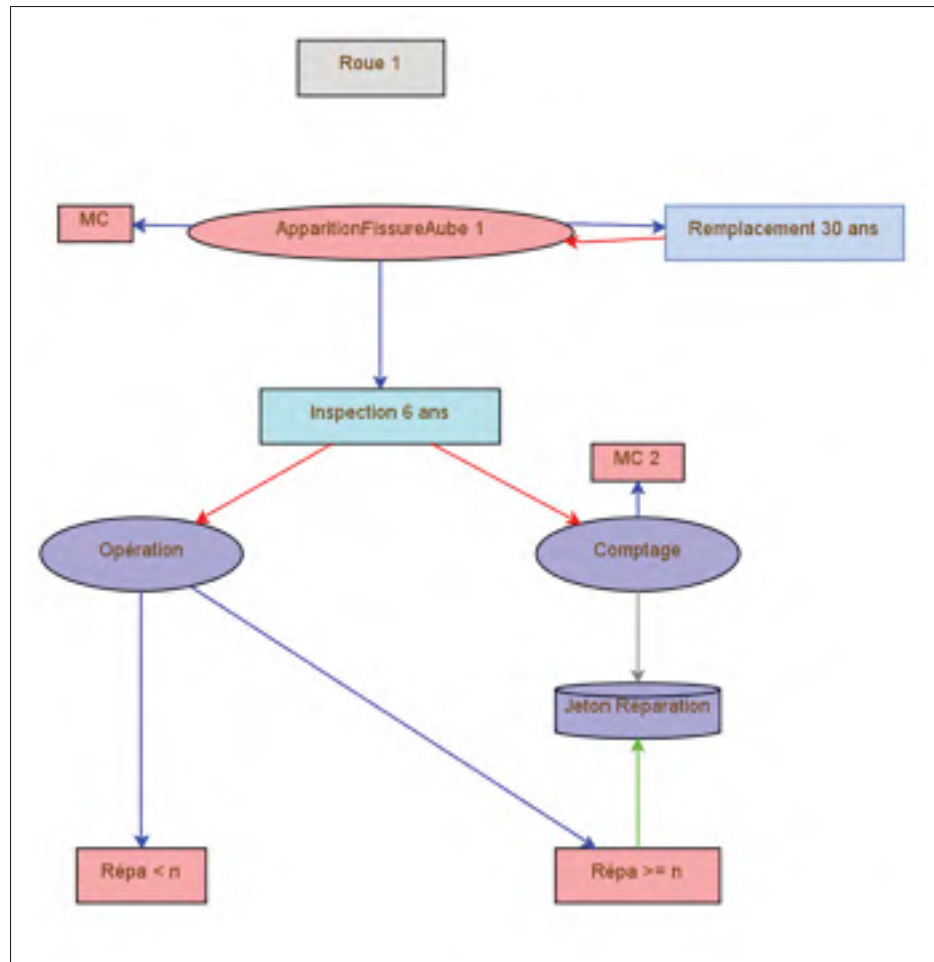 Roue 1
MC
ApparitionFissureAube 1
Remplacement 30 ans
Inspection 6 ans
MC 2
Opération
Comptage
Jeton Réparation
Répa < n
Répa >= n